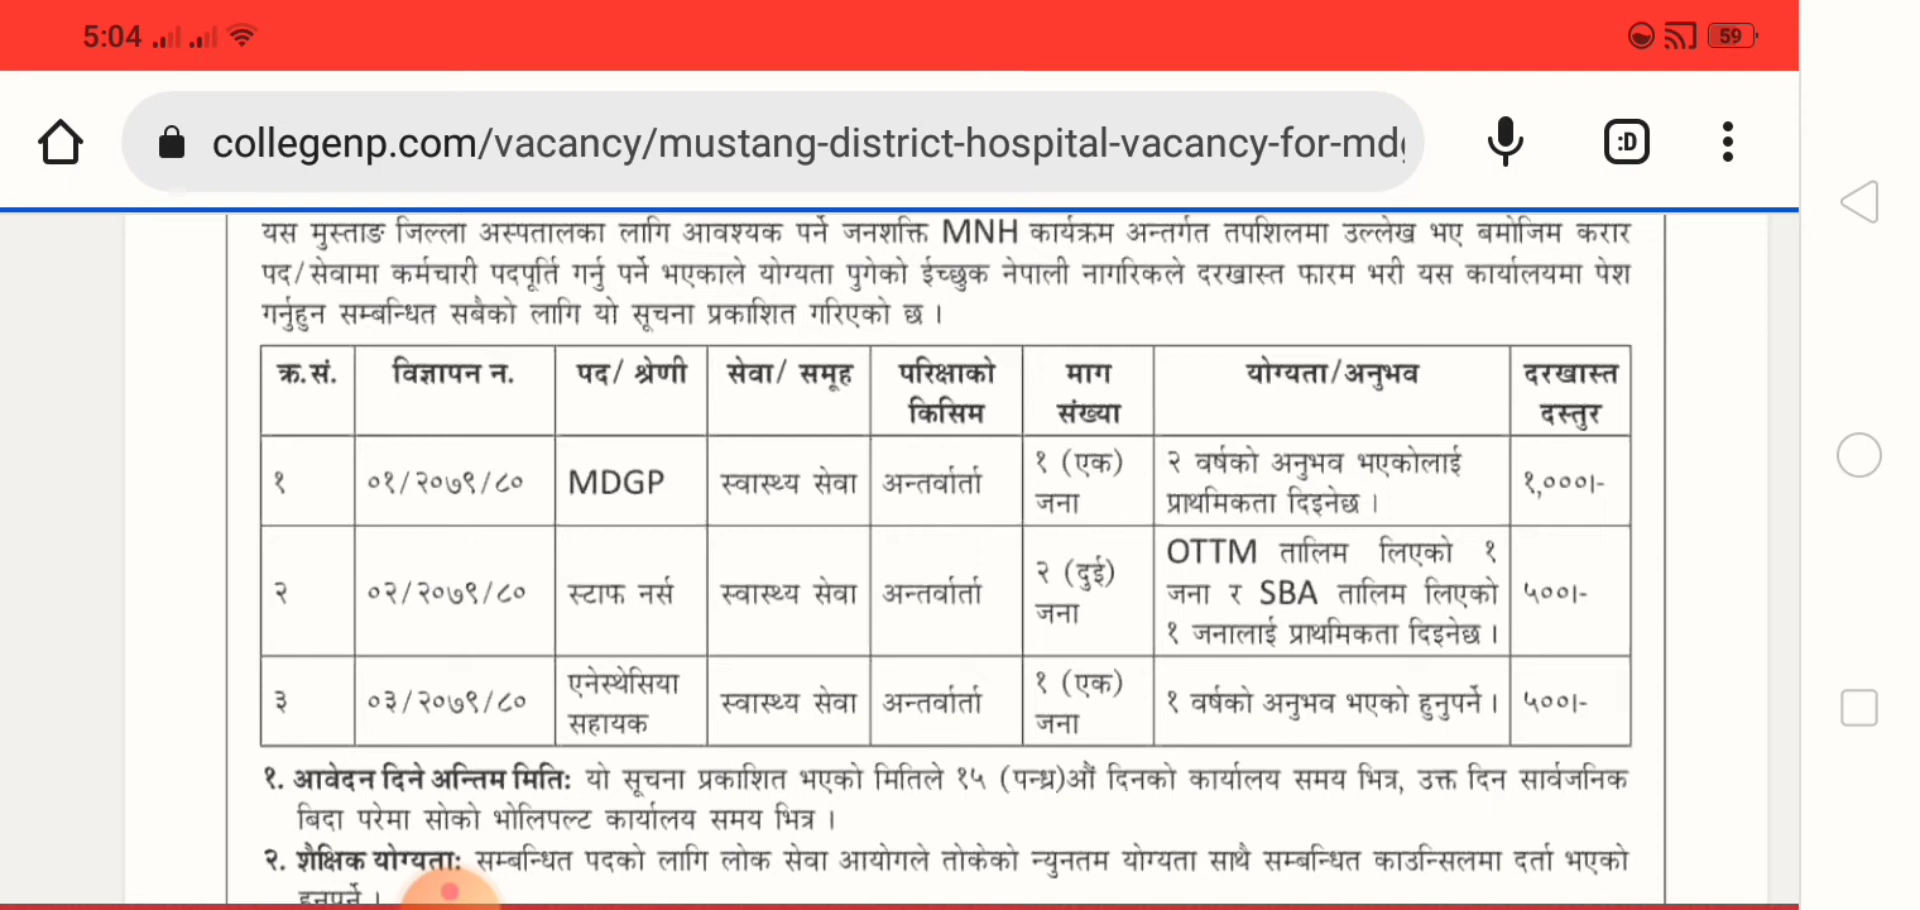 5:04
59
collegenp.com/vacancy/mustang-district-hospital-vacancy-for-md
:D
यस मुस्ताङ जिल्ला अस्पतालका लागि आवश्यक पर्ने जनशक्ति MNH कार्यक्रम अन्तर्गत तपशिलमा उल्लेख भए बमोजिम करार
पद/सेवामा कर्मचारी पदपूर्ति गर्नु पर्ने भएकाले योग्यता पुगेको ईच्छुक नेपाली नागरिकले दरखास्त फारम भरी यस कार्यालयमा पेश
गर्नुहुन सम्बन्धित सबैको लागि यो सूचना प्रकाशित गरिएको छ ।
क्र.सं. विज्ञापन न. पद/ श्रेणी सेवा/ समूह परिक्षाको माग योग्यता/अनुभव दरखास्त
किसिम संख्या दस्तुर
१ ०१/२०७९/८० MDGP स्वास्थ्य सेवा अन्तर्वार्ता १ (एक) २ वर्षको अनुभव भएकोलाई १,०००।-
जना प्राथमिकता दिइनेछ ।
२ ०२/२०७९/८० स्टाफ नर्स स्वास्थ्य सेवा अन्तर्वार्ता २ (दुई) OTTM तालिम लिएको १
जना जना र SBA तालिम लिएको ५००।-
१ जनालाई प्राथमिकता दिइनेछ ।
३ ०३/२०७९/८० एनेस्थेसिया स्वास्थ्य सेवा अन्तर्वार्ता १ (एक) १ वर्षको अनुभव भएको हुनुपर्ने । ५००।-
सहायक जना
१. आवेदन दिने अन्तिम मितिः यो सूचना प्रकाशित भएको मितिले १५ (पन्ध्र)औं दिनको कार्यालय समय भित्र, उक्त दिन सार्वजनिक
बिदा परेमा सोको भोलिपल्ट कार्यालय समय भित्र ।
२. शैक्षिक योग्यताः सम्बन्धित पदको लागि लोक सेवा आयोगले तोकेको न्युनतम योग्यता साथै सम्बन्धित काउन्सिलमा दर्ता भएको
हुनुपर्ने ।